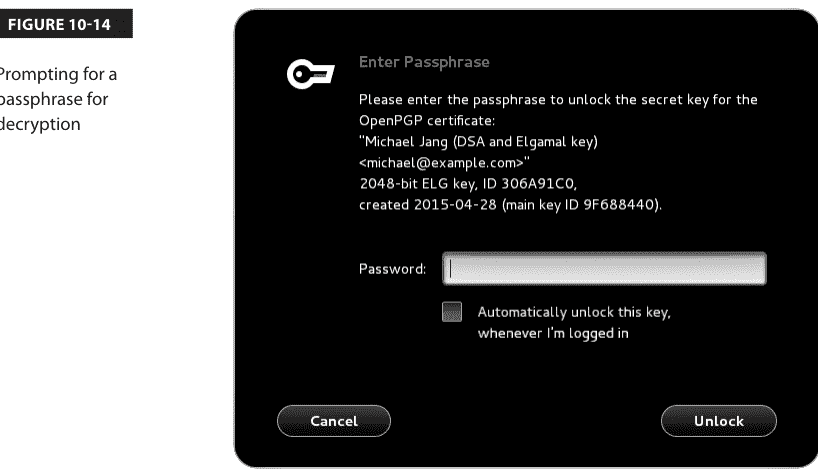 FIGURE 10-14
Prompting for a
passphrase for
decryption
Enter Passphrase
Please enter the passphrase to unlock the secret key for the
OpenPGP certificate:
"Michael Jang (DSA and Elgamal key)
<michael@example.com>"
2048-bit ELG key, ID 306A91C0,
created 2015-04-28 (main key ID 9F688440).
Password:
Automatically unlock this key,
whenever I'm logged in
Cancel
Unlock